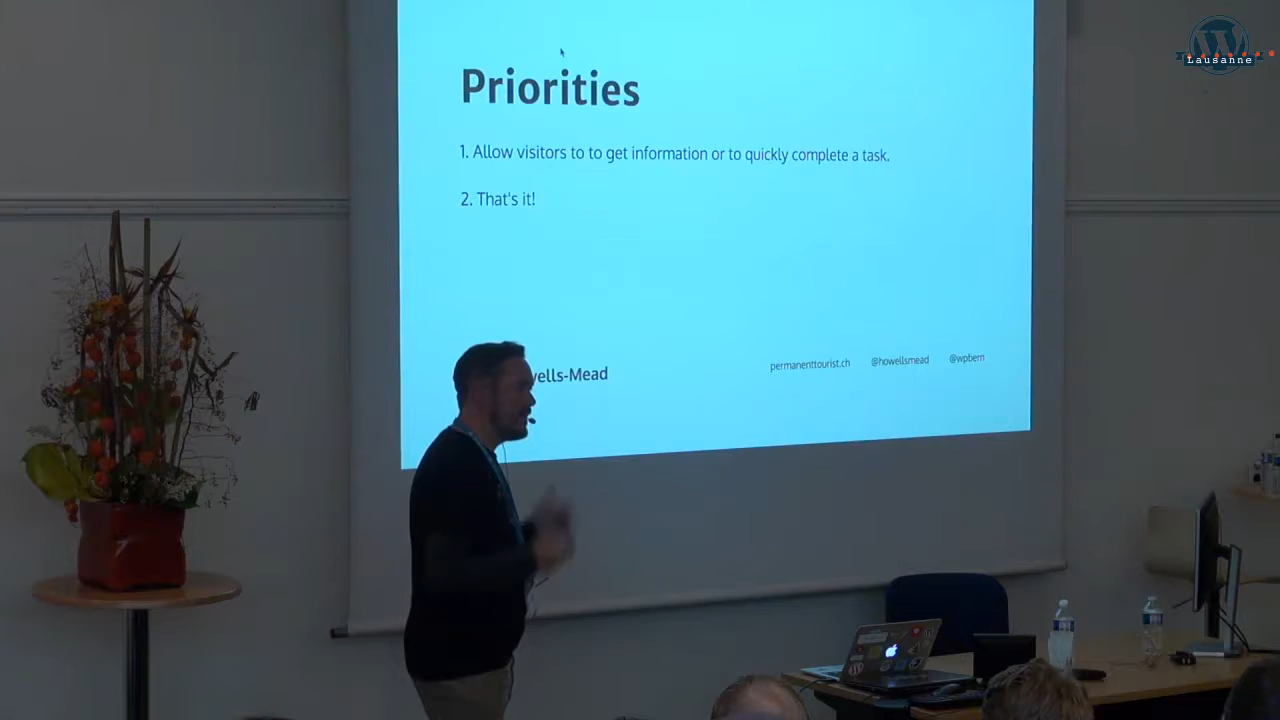 Lausanne
Priorities
1. Allow visitors to to get information or to quickly complete a task.
2. That's it!
vells-Mead
permanenttourist.ch @howellsmead @wpbern